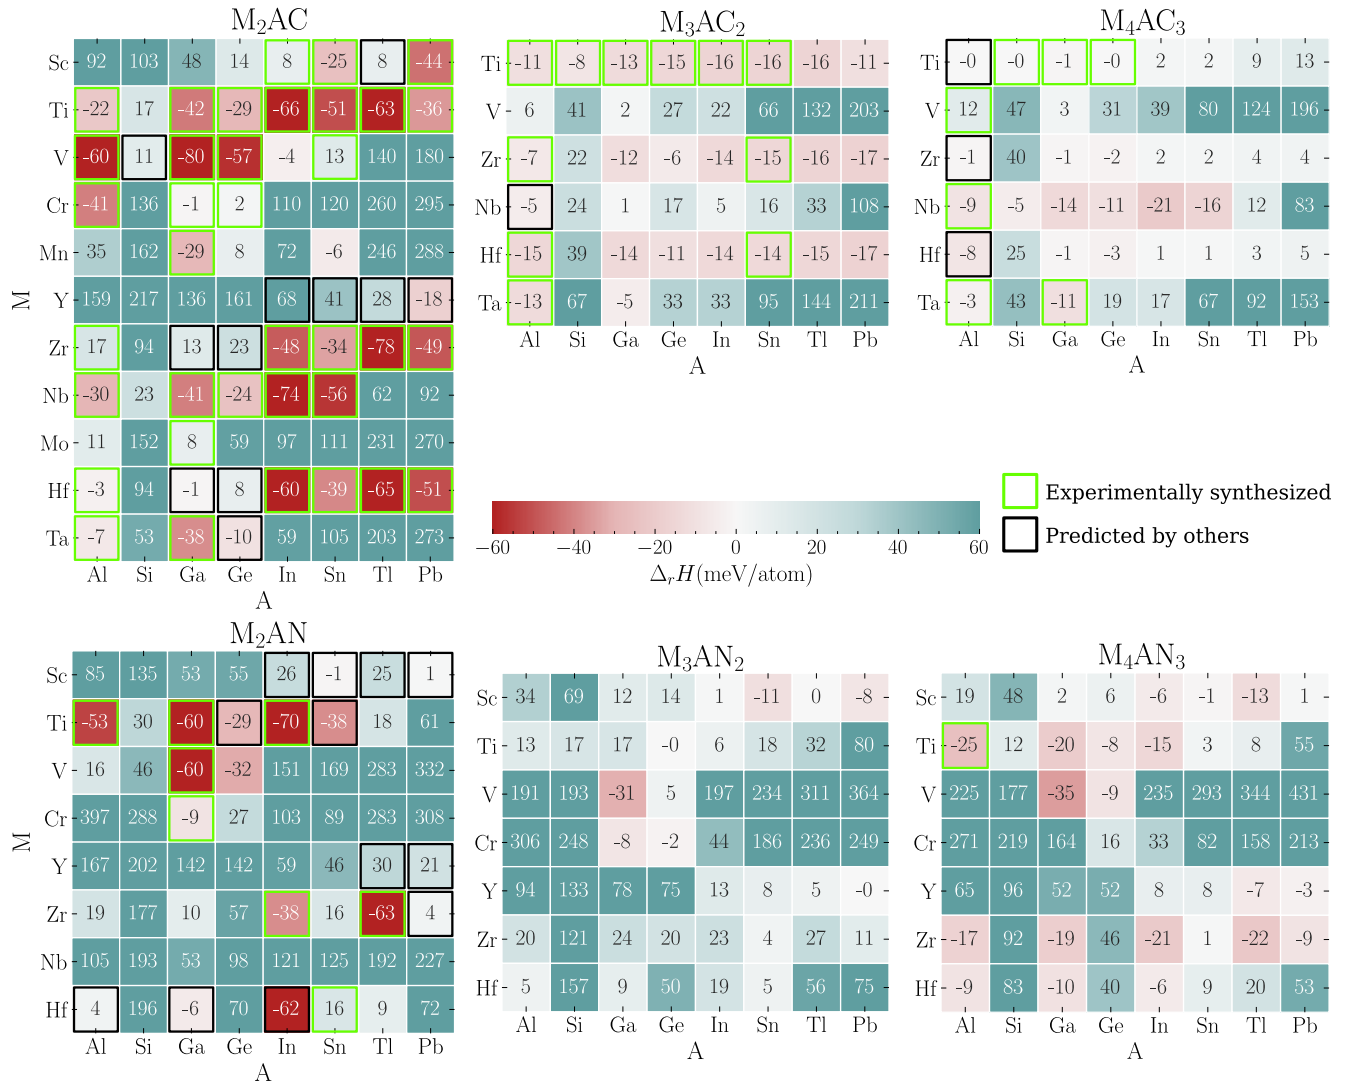 M₂AC
Sc 92 103 48 14 8 -25 8 -44
Ti -22 17 -42 -29 -66 -51 -63 -36
V -60 11 -80 -57 -4 13 140 180
Cr -41 136 -1 2 110 120 260 295
Mn 35 162 -29 8 72 -6 246 288
Y 159 217 136 161 68 41 28 -18
Zr 17 94 13 23 -48 -34 -78 -49
Nb -30 23 -41 -24 -74 -56 62 92
Mo 11 152 8 59 97 111 231 270
Hf -3 94 -1 8 -60 -39 -65 -51
Ta -7 53 -38 -10 59 105 203 273
Al Si Ga Ge In Sn Tl Pb
A
M
M₃AC₂
Ti -11 -8 -13 -15 -16 -16 -16 -11
V 6 41 2 27 22 66 132 203
Zr -7 22 -12 -6 -14 -15 -16 -17
Nb -5 24 1 17 5 16 33 108
Hf -15 39 -14 -11 -14 -14 -15 -17
Ta -13 67 -5 33 33 95 144 211
Al Si Ga Ge In Sn Tl Pb
A
M₄AC₃
Ti -0 -0 -1 -0 2 2 9 13
V 12 47 3 31 39 80 124 196
Zr -1 40 -1 -2 2 2 4 4
Nb -9 -5 -14 -11 -21 -16 12 83
Hf -8 25 -1 -3 1 1 3 5
Ta -3 43 -11 19 17 67 92 153
Al Si Ga Ge In Sn Tl Pb
A
−60 −40 −20 0 20 40 60
ΔᵣH(meV/atom)
Experimentally synthesized
Predicted by others
M₂AN
Sc 85 135 53 55 26 -1 25 1
Ti -53 30 -60 -29 -70 -38 18 61
V 16 46 -60 -32 151 169 283 332
Cr 397 288 -9 27 103 89 283 308
Y 167 202 142 142 59 46 30 21
Zr 19 177 10 57 -38 16 -63 4
Nb 105 193 53 98 121 125 192 227
Hf 4 196 -6 70 -62 16 9 72
Al Si Ga Ge In Sn Tl Pb
A
M
M₃AN₂
Sc 34 69 12 14 1 -11 0 -8
Ti 13 17 17 -0 6 18 32 80
V 191 193 -31 5 197 234 311 364
Cr 306 248 -8 -2 44 186 236 249
Y 94 133 78 75 13 8 5 -0
Zr 20 121 24 20 23 4 27 11
Hf 5 157 9 50 19 5 56 75
Al Si Ga Ge In Sn Tl Pb
A
M₄AN₃
Sc 19 48 2 6 -6 -1 -13 1
Ti -25 12 -20 -8 -15 3 8 55
V 225 177 -35 -9 235 293 344 431
Cr 271 219 164 16 33 82 158 213
Y 65 96 52 52 8 8 -7 -3
Zr -17 92 -19 46 -21 1 -22 -9
Hf -9 83 -10 40 -6 9 20 53
Al Si Ga Ge In Sn Tl Pb
A